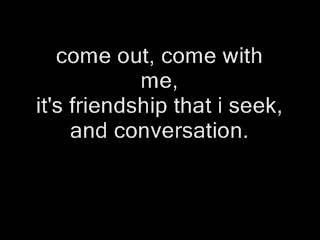 come out, come with
me,
it's friendship that i seek,
and conversation.